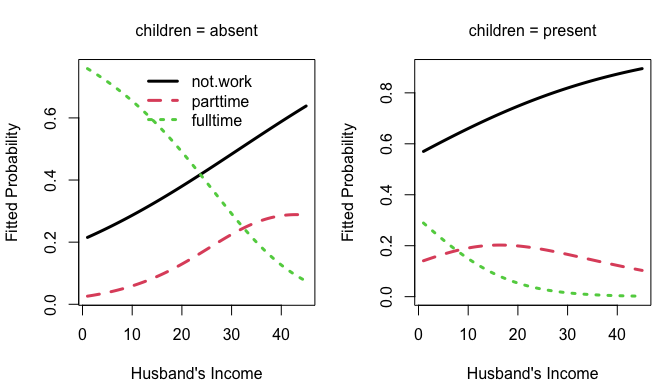 children = absent
not.work
parttime
fulltime
Fitted Probability
0.0 0.2 0.4 0.6
0 10 20 30 40
Husband's Income
children = present
Fitted Probability
0.0 0.2 0.4 0.6 0.8
0 10 20 30 40
Husband's Income